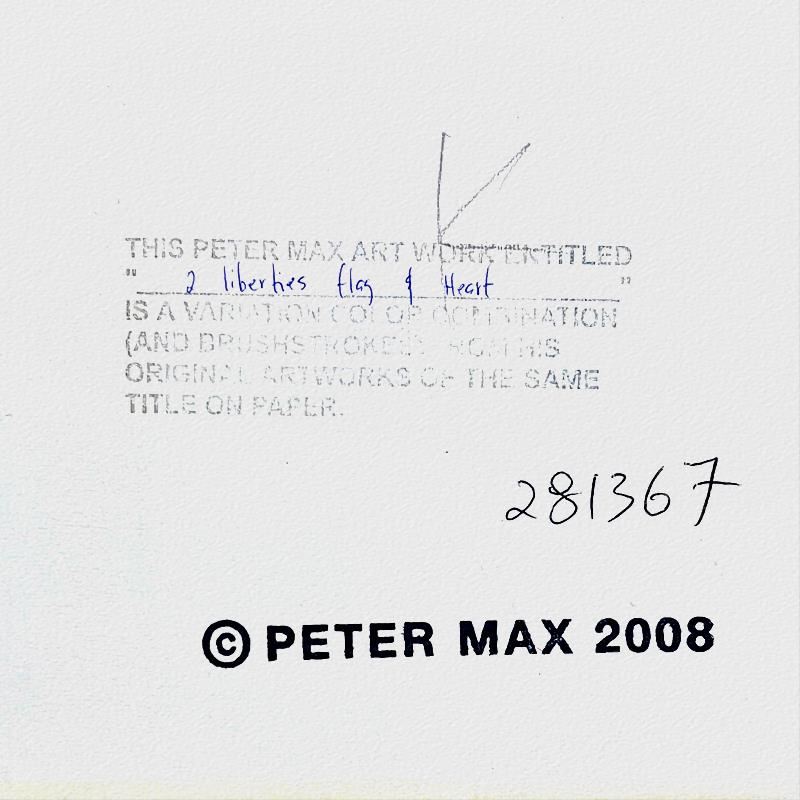 THIS PETER MAX ART WORK ENTITLED
" 2 liberties flag & Heart "
IS A VARIATION COLOR COMBINATION
(AND BRUSHSTROKES) FROM HIS
ORIGINAL ARTWORKS OF THE SAME
TITLE ON PAPER.
281367
© PETER MAX 2008